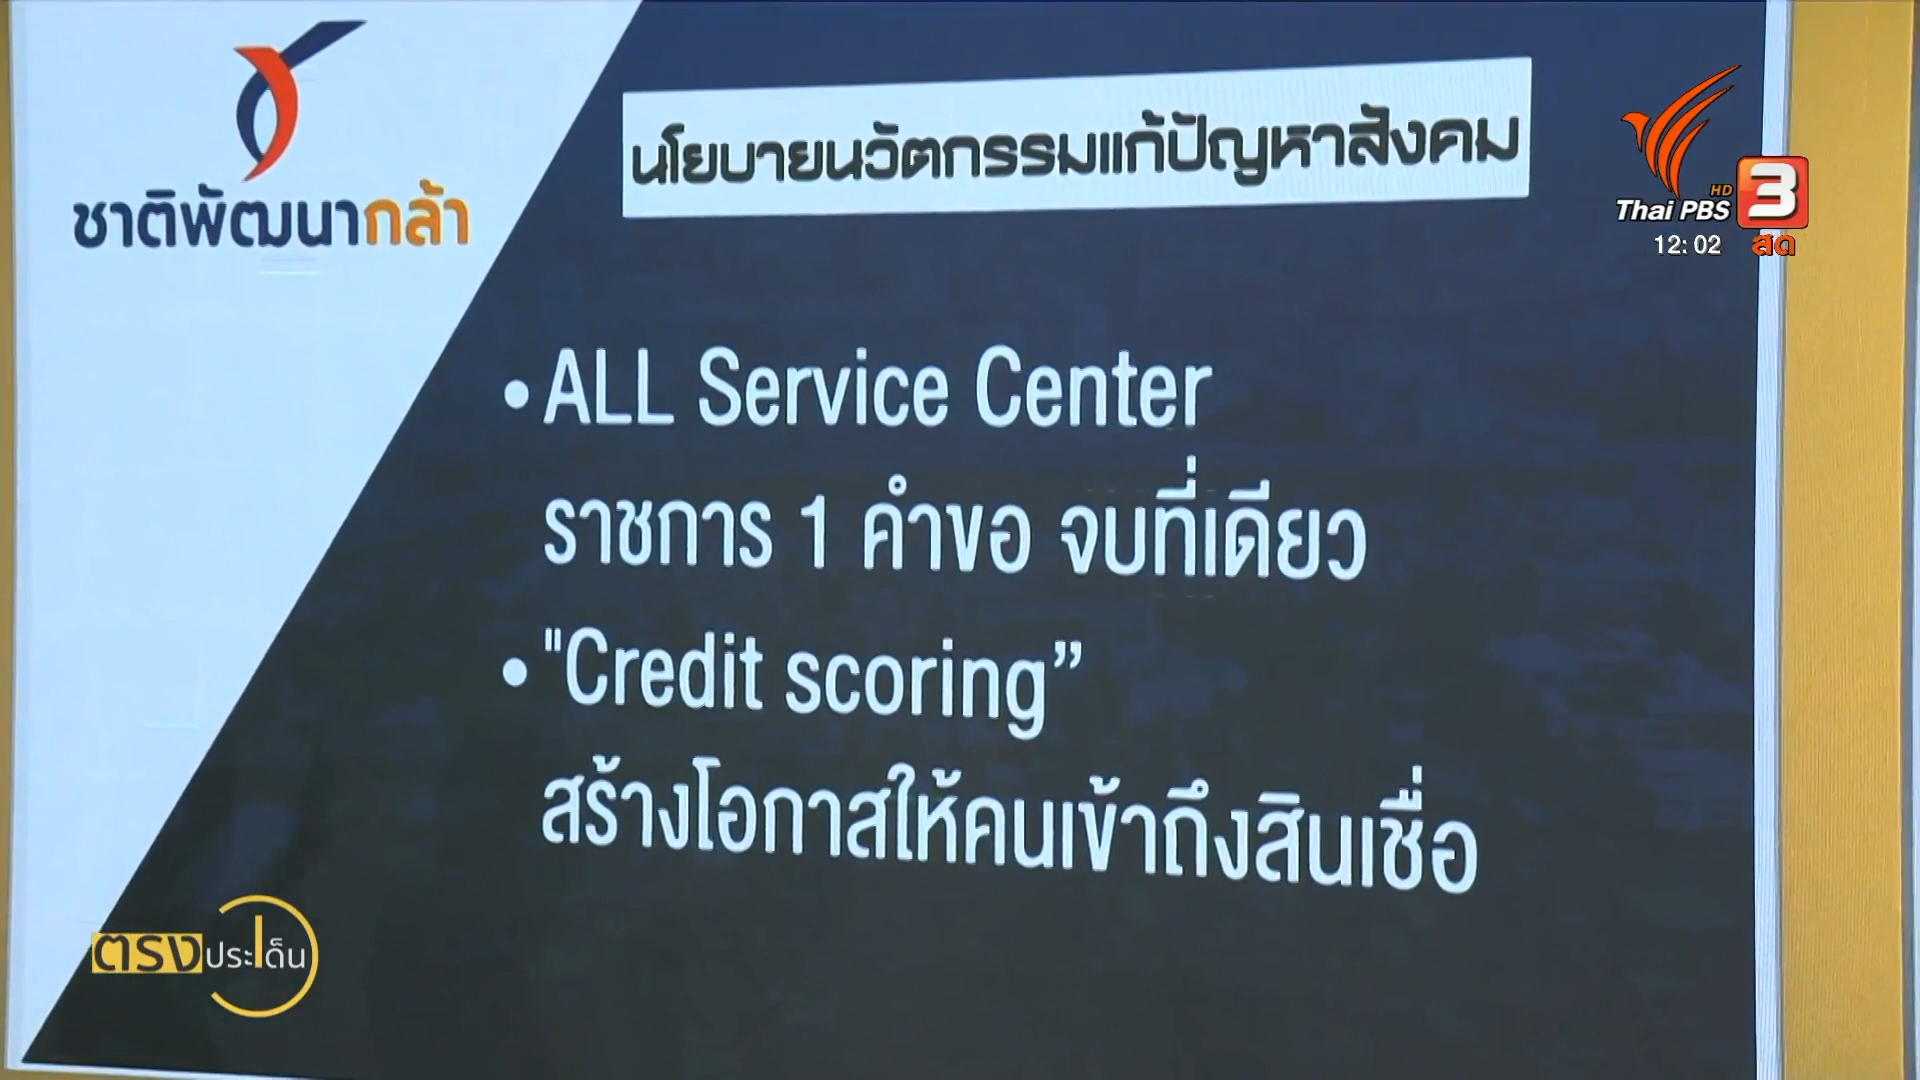 ชาติพัฒนากล้า
นโยบายนวัตกรรมแก้ปัญหาสังคม
HD
Thai PBS 3
12:02 สด
•ALL Service Center
ราชการ 1 คำขอ จบที่เดียว
•"Credit scoring”
สร้างโอกาสให้คนเข้าถึงสินเชื่อ
ตรงประเด็น